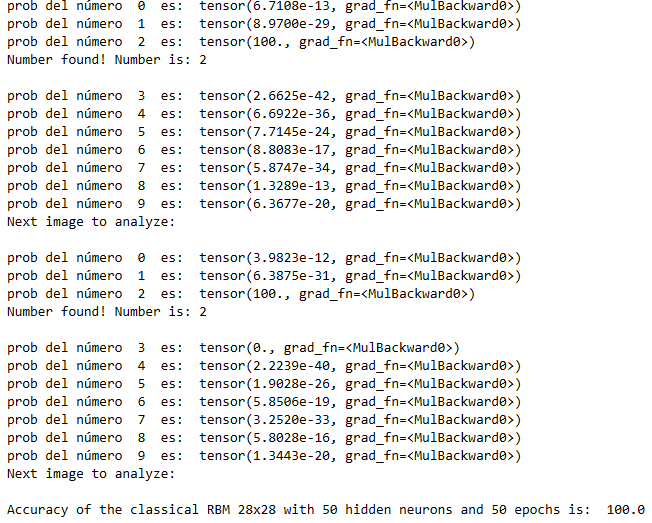 prob del número 0 es: tensor(6.7108e-13, grad_fn=<MulBackward0>)
prob del número 1 es: tensor(8.9700e-29, grad_fn=<MulBackward0>)
prob del número 2 es: tensor(100., grad_fn=<MulBackward0>)
Number found! Number is: 2
prob del número 3 es: tensor(2.6625e-42, grad_fn=<MulBackward0>)
prob del número 4 es: tensor(6.6922e-36, grad_fn=<MulBackward0>)
prob del número 5 es: tensor(7.7145e-24, grad_fn=<MulBackward0>)
prob del número 6 es: tensor(8.8083e-17, grad_fn=<MulBackward0>)
prob del número 7 es: tensor(5.8747e-34, grad_fn=<MulBackward0>)
prob del número 8 es: tensor(1.3289e-13, grad_fn=<MulBackward0>)
prob del número 9 es: tensor(6.3677e-20, grad_fn=<MulBackward0>)
Next image to analyze:
prob del número 0 es: tensor(3.9823e-12, grad_fn=<MulBackward0>)
prob del número 1 es: tensor(6.3875e-31, grad_fn=<MulBackward0>)
prob del número 2 es: tensor(100., grad_fn=<MulBackward0>)
Number found! Number is: 2
prob del número 3 es: tensor(0., grad_fn=<MulBackward0>)
prob del número 4 es: tensor(2.2239e-40, grad_fn=<MulBackward0>)
prob del número 5 es: tensor(1.9028e-26, grad_fn=<MulBackward0>)
prob del número 6 es: tensor(5.8506e-19, grad_fn=<MulBackward0>)
prob del número 7 es: tensor(3.2520e-33, grad_fn=<MulBackward0>)
prob del número 8 es: tensor(5.8028e-16, grad_fn=<MulBackward0>)
prob del número 9 es: tensor(1.3443e-20, grad_fn=<MulBackward0>)
Next image to analyze:
Accuracy of the classical RBM 28x28 with 50 hidden neurons and 50 epochs is: 100.0